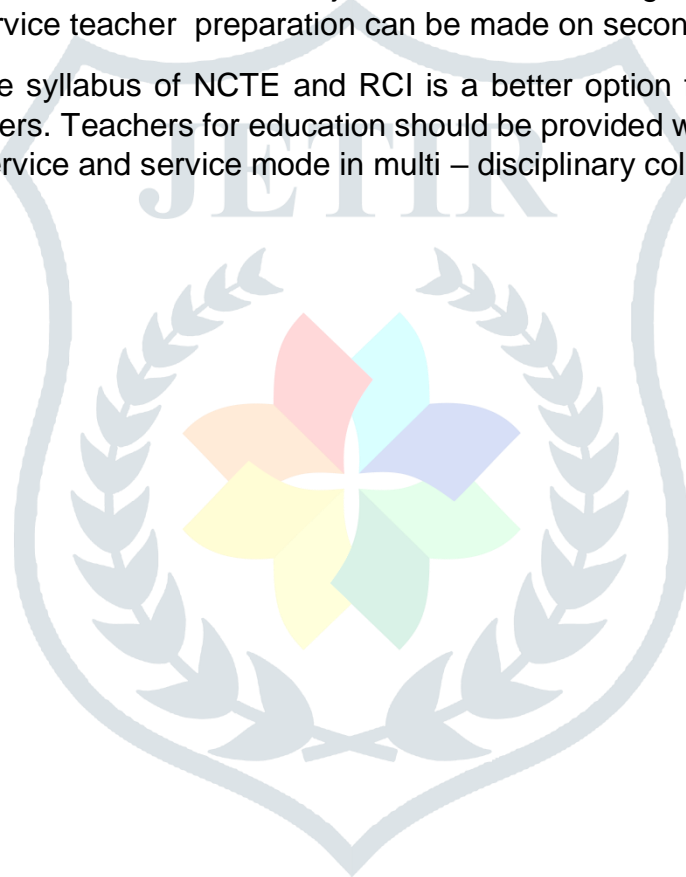 rvice teacher preparation can be made on secon
e syllabus of NCTE and RCI is a better option
ers. Teachers for education should be provided w
ervice and service mode in multi – disciplinary col
JETIR